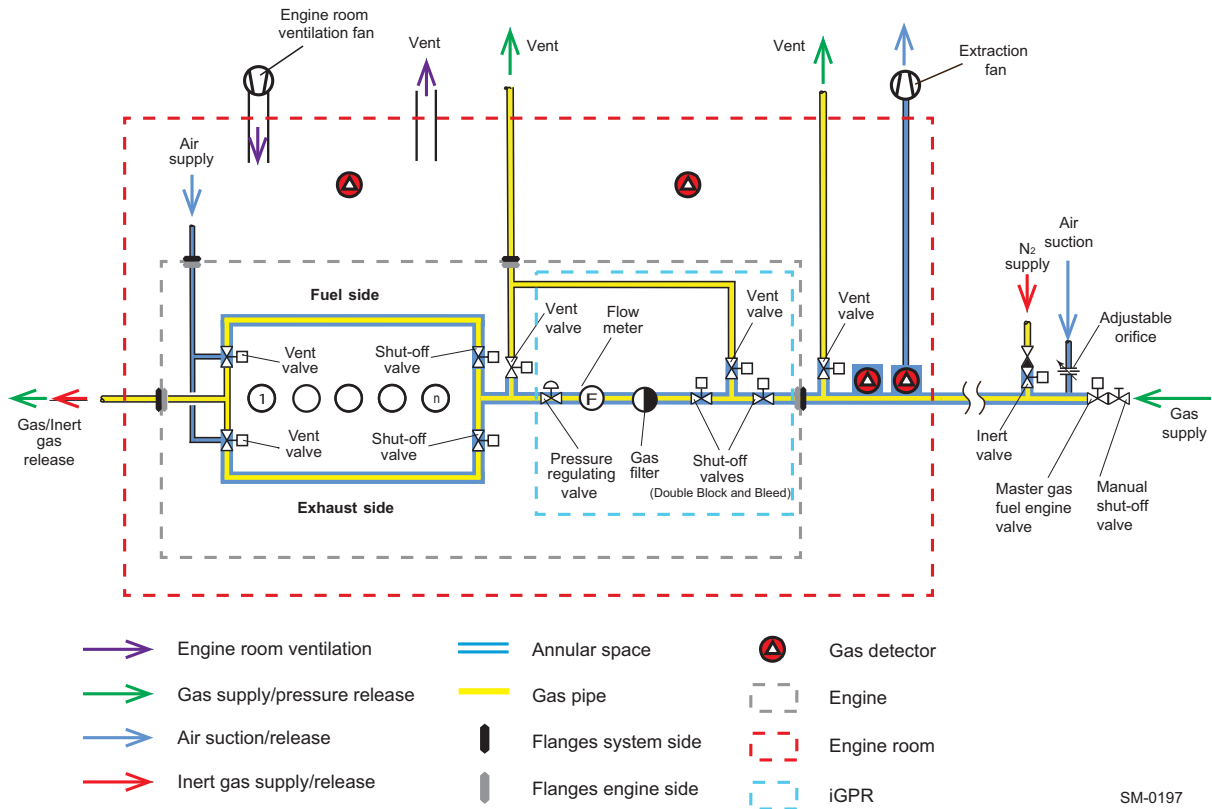 Engine room
ventilation fan
Vent
Vent
Vent
Extraction
fan
Air
supply
N2
supply
Air
suction
Adjustable
orifice
Fuel side
Vent
valve
Flow
meter
Vent
valve
Vent
valve
Vent
valve
Shut-off
valve
1
n
F
Gas/Inert
gas
release
Gas
supply
Vent
valve
Shut-off
valve
Pressure
regulating
valve
Gas
filter
Shut-off
valves
(Double Block and Bleed)
Inert
valve
Master gas
fuel engine
valve
Manual
shut-off
valve
Exhaust side
Engine room ventilation
Annular space
Gas detector
Gas supply/pressure release
Gas pipe
Engine
Air suction/release
Flanges system side
Engine room
Inert gas supply/release
Flanges engine side
iGPR
SM-0197